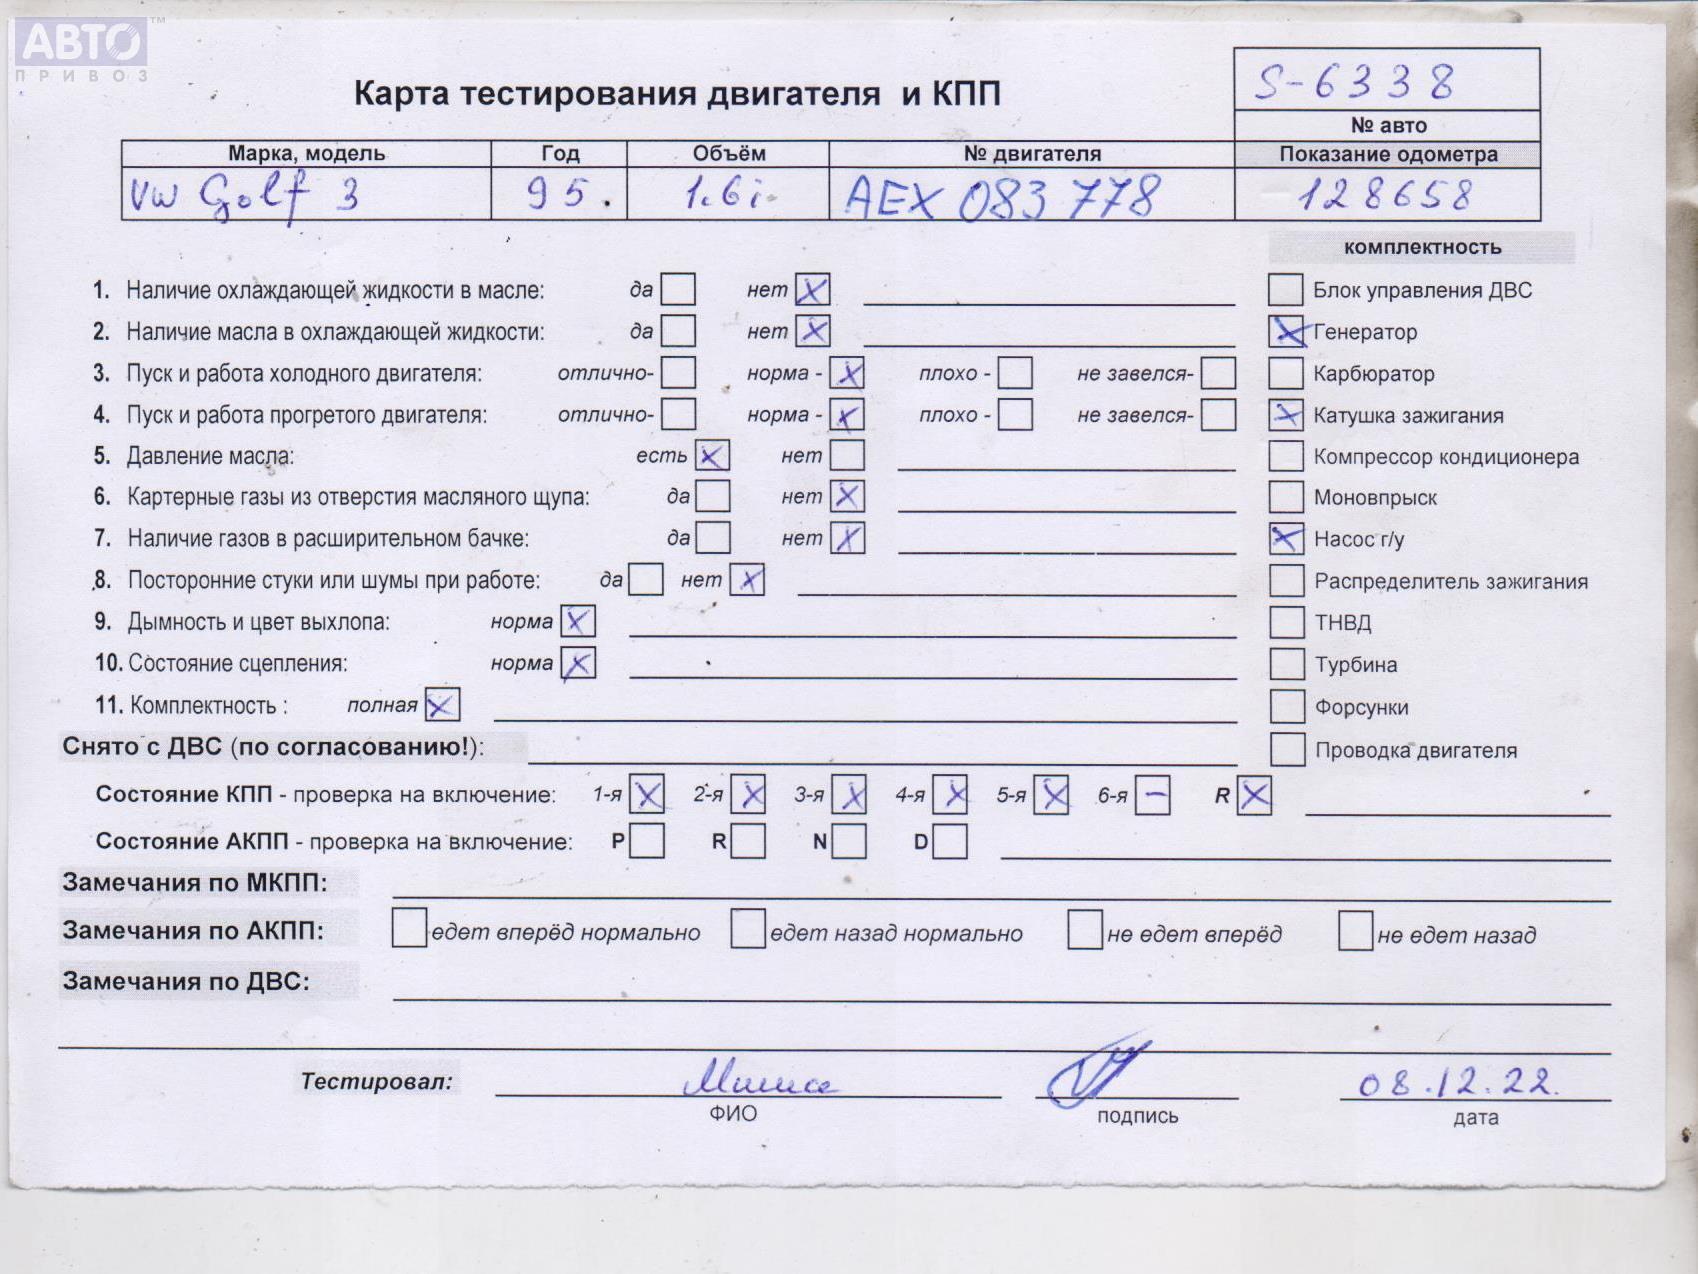 АВТО™
ПРИВОЗ
Карта тестирования двигателя и КПП
S-6338
№ авто
Марка, модель Год Объём № двигателя Показание одометра
VW Golf 3 95. 1.6i. AEX 083 778 128658
комплектность
1. Наличие охлаждающей жидкости в масле: да нет X Блок управления ДВС
2. Наличие масла в охлаждающей жидкости: да нет X X Генератор
3. Пуск и работа холодного двигателя: отлично- норма - X плохо - не завелся- Карбюратор
4. Пуск и работа прогретого двигателя: отлично- норма - X плохо - не завелся- X Катушка зажигания
5. Давление масла: есть X нет Компрессор кондиционера
6. Картерные газы из отверстия масляного щупа: да нет X Моновпрыск
7. Наличие газов в расширительном бачке: да нет X X Насос г/у
8. Посторонние стуки или шумы при работе: да нет X Распределитель зажигания
9. Дымность и цвет выхлопа: норма X ТНВД
10. Состояние сцепления: норма X Турбина
11. Комплектность : полная X Форсунки
Снято с ДВС (по согласованию!): Проводка двигателя
Состояние КПП - проверка на включение: 1-я X 2-я X 3-я X 4-я X 5-я X 6-я – R X
Состояние АКПП - проверка на включение: P R N D
Замечания по МКПП:
Замечания по АКПП: едет вперёд нормально едет назад нормально не едет вперёд не едет назад
Замечания по ДВС:
Тестировал: Миша 08.12.22.
ФИО подпись дата